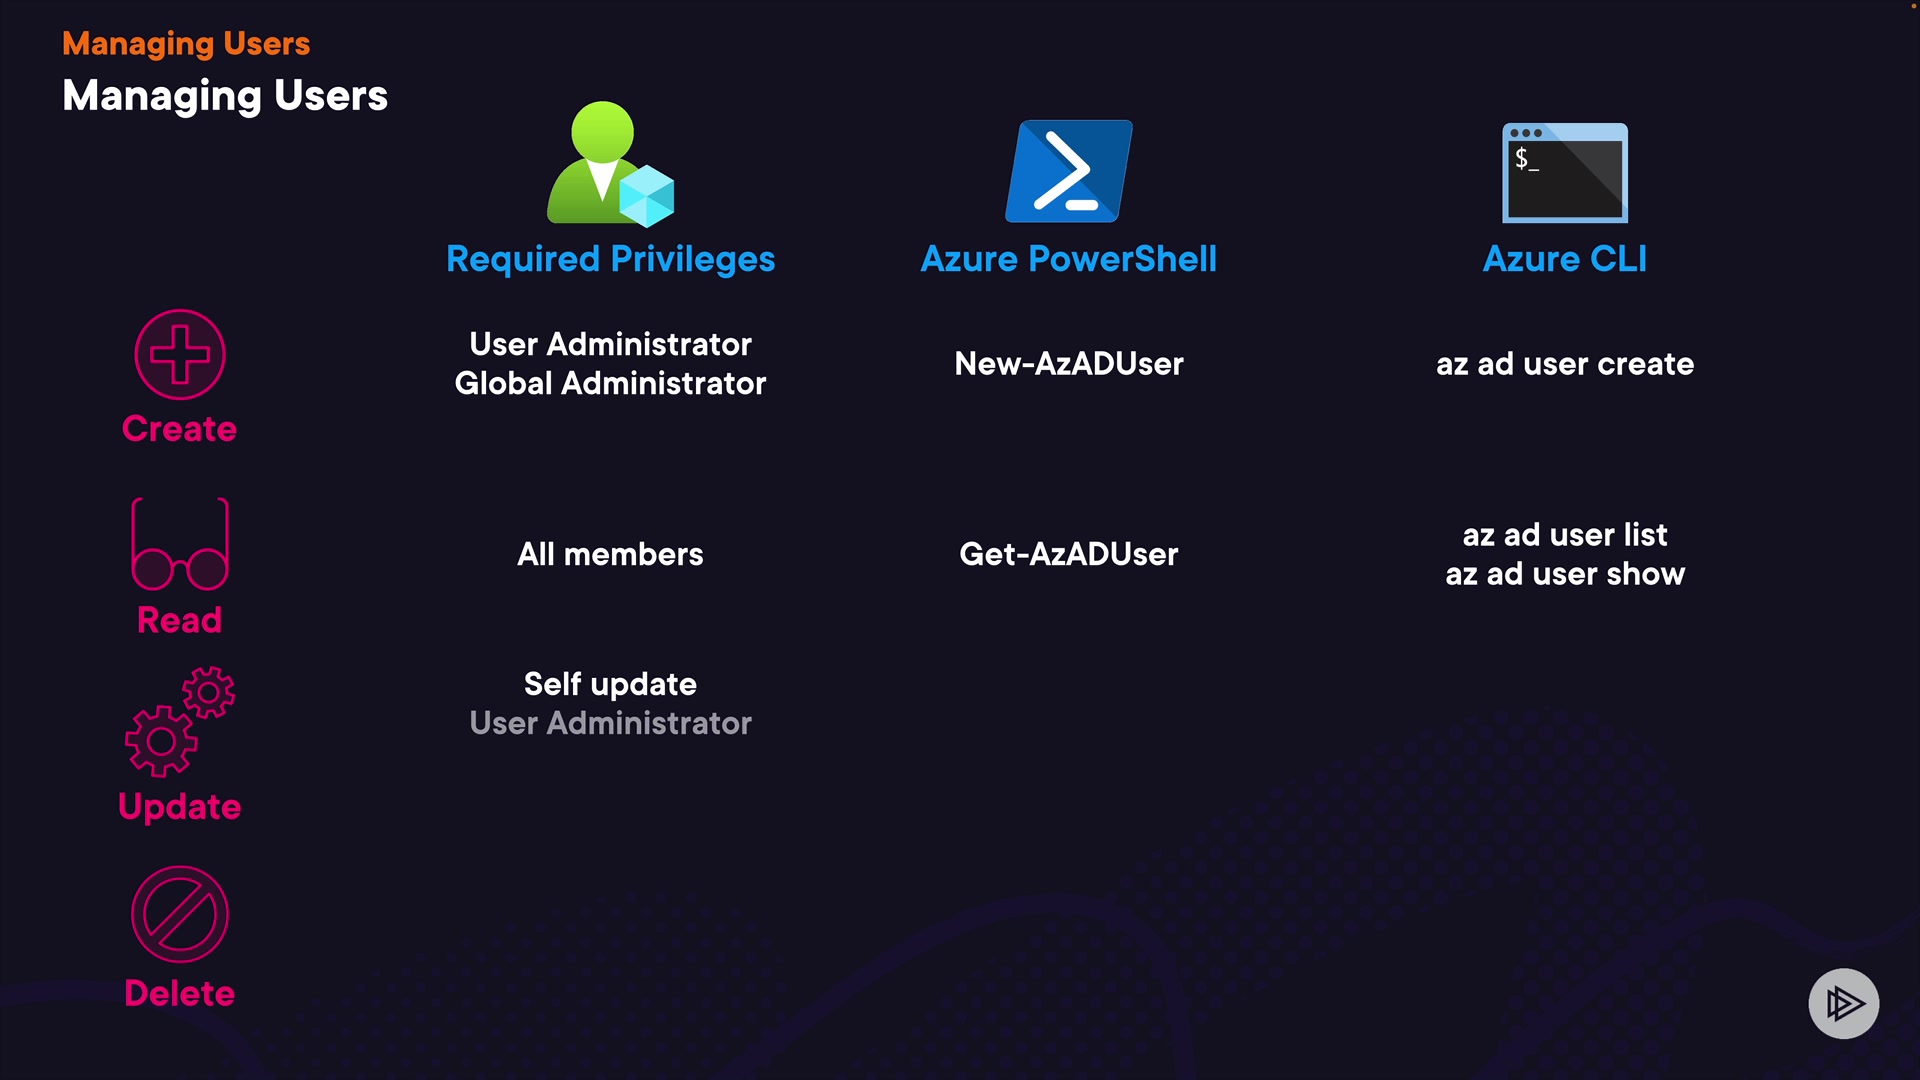 Managing Users
Managing Users
$_
Required Privileges
Azure PowerShell
Azure CLI
Create
User Administrator
Global Administrator
New-AzADUser
az ad user create
Read
All members
Get-AzADUser
az ad user list
az ad user show
Update
Self update
User Administrator
Delete